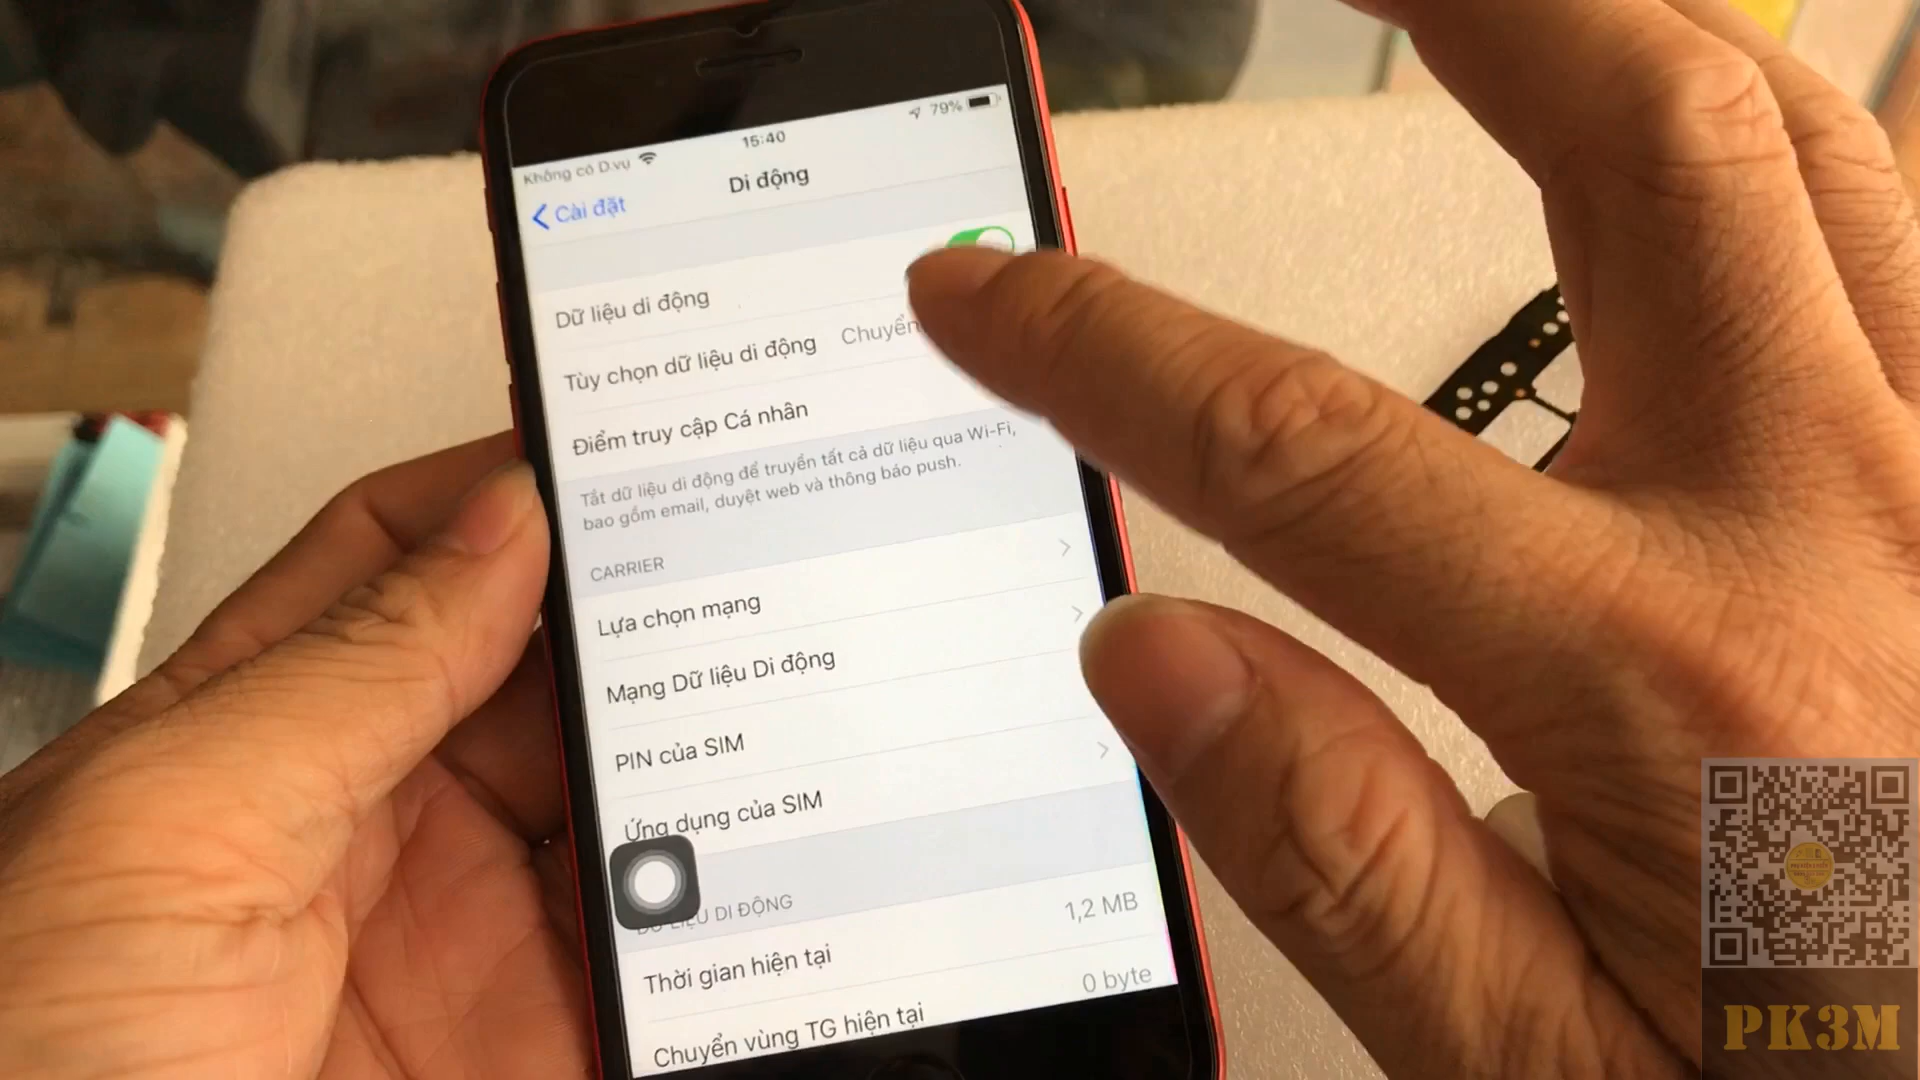 Không có D.vụ
15:40
79%
Cài đặt
Di động
Dữ liệu di động
Tùy chọn dữ liệu di động Chuyển
Điểm truy cập Cá nhân
Tắt dữ liệu di động để truyền tất cả dữ liệu qua Wi-Fi,
bao gồm email, duyệt web và thông báo push.
CARRIER
Lựa chọn mạng
Mạng Dữ liệu Di động
PIN của SIM
Ứng dụng của SIM
DỮ LIỆU DI ĐỘNG
Thời gian hiện tại 1,2 MB
Chuyển vùng TG hiện tại 0 byte
PK3M